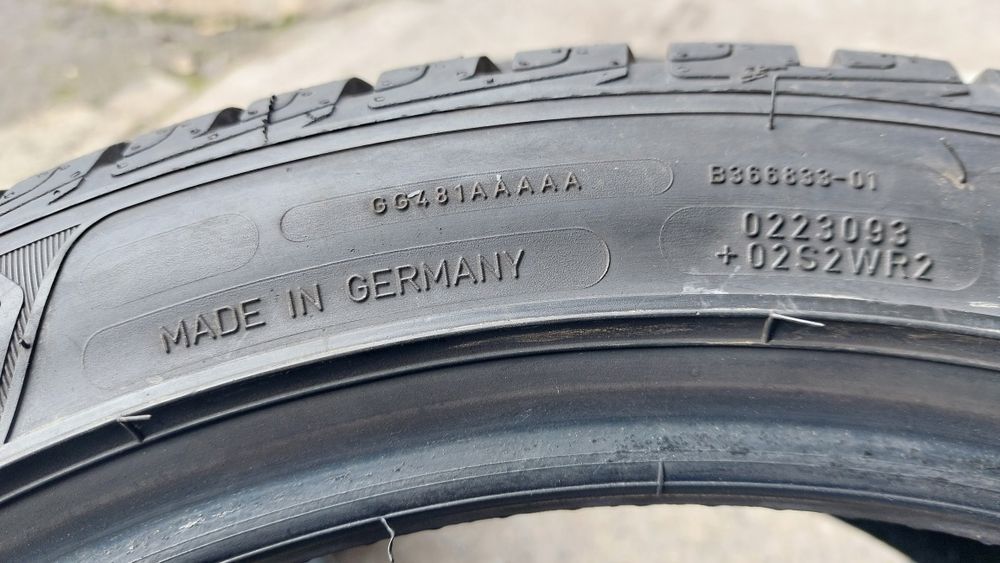 GG481AAAAA
B366833-01
0223093
+02S2WR2
MADE IN GERMANY